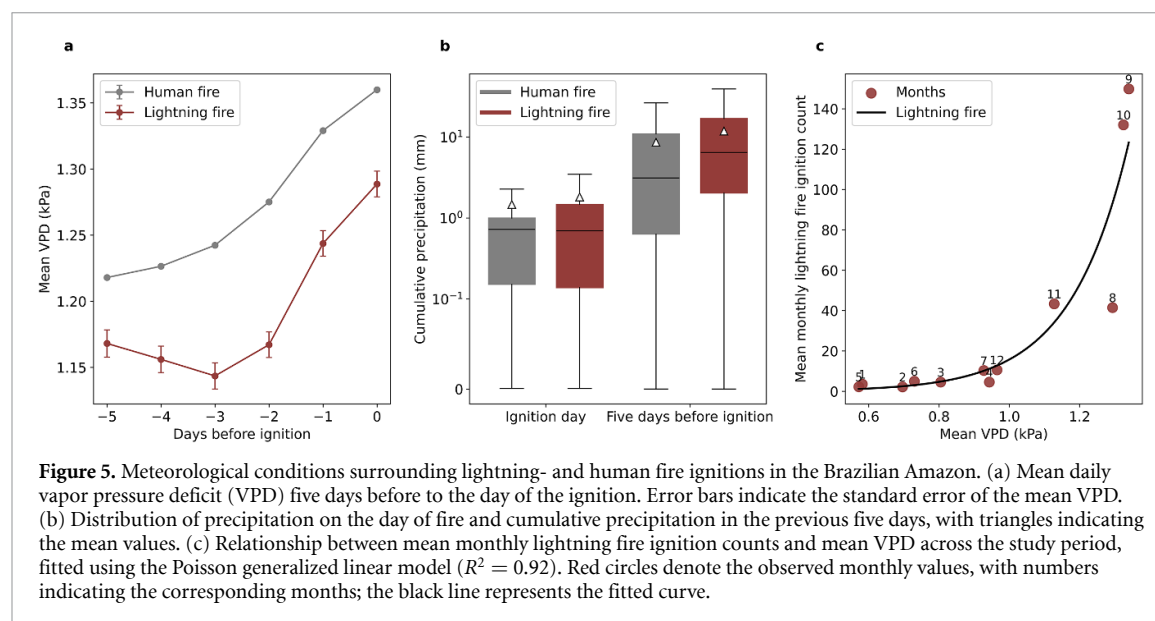 a
Human fire
Lightning fire
Mean VPD (kPa)
1.35
1.30
1.25
1.20
1.15
−5 −4 −3 −2 −1 0
Days before ignition
b
Human fire
Lightning fire
Cumulative precipitation (mm)
10¹
10⁰
10⁻¹
0
Ignition day Five days before ignition
c
Months
Lightning fire
Mean monthly lightning fire ignition count
140
120
100
80
60
40
20
0
9
10
11
8
5 1 2 6 3 7 4 12
0.6 0.8 1.0 1.2
Mean VPD (kPa)
Figure 5. Meteorological conditions surrounding lightning- and human fire ignitions in the Brazilian Amazon. (a) Mean daily
vapor pressure deficit (VPD) five days before to the day of the ignition. Error bars indicate the standard error of the mean VPD.
(b) Distribution of precipitation on the day of fire and cumulative precipitation in the previous five days, with triangles indicating
the mean values. (c) Relationship between mean monthly lightning fire ignition counts and mean VPD across the study period,
fitted using the Poisson generalized linear model (R² = 0.92). Red circles denote the observed monthly values, with numbers
indicating the corresponding months; the black line represents the fitted curve.